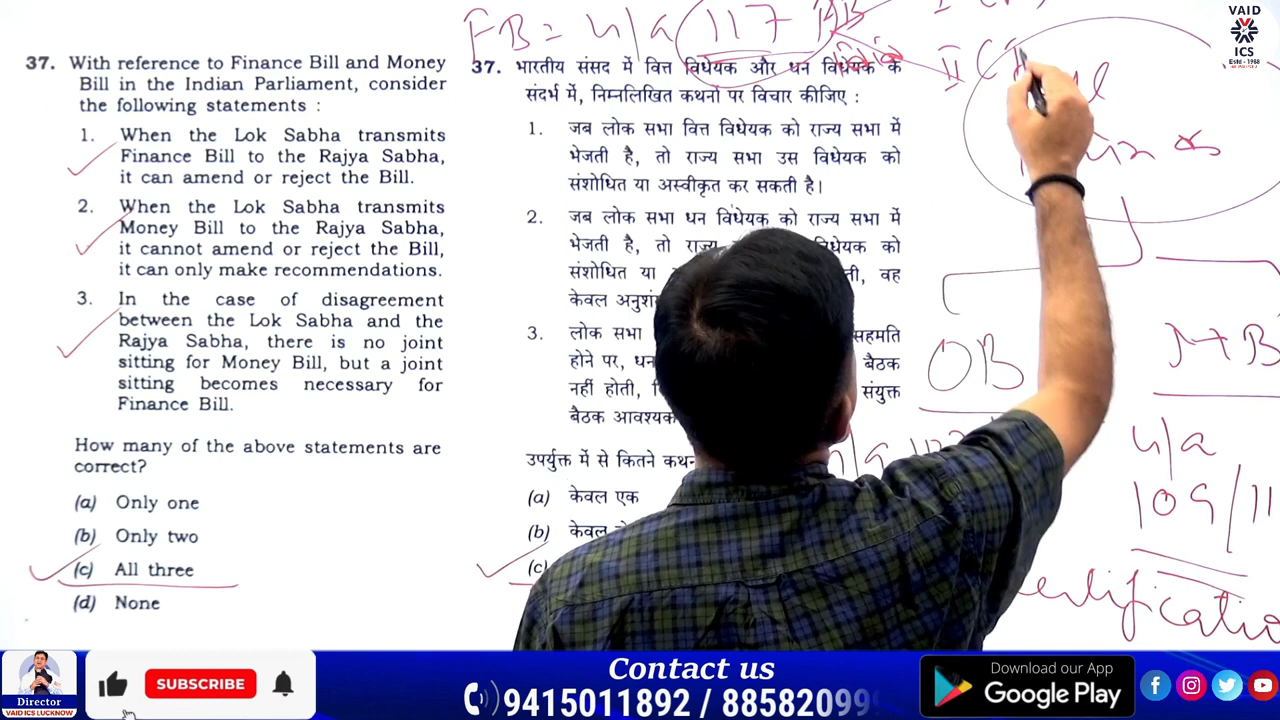 FB = u/a 117
VAID
ICS
Estd - 1988
37. With reference to Finance Bill and Money
Bill in the Indian Parliament, consider
the following statements :
1. When the Lok Sabha transmits
Finance Bill to the Rajya Sabha,
it can amend or reject the Bill.
2. When the Lok Sabha transmits
Money Bill to the Rajya Sabha,
it cannot amend or reject the Bill,
it can only make recommendations.
3. In the case of disagreement
between the Lok Sabha and the
Rajya Sabha, there is no joint
sitting for Money Bill, but a joint
sitting becomes necessary for
Finance Bill.
How many of the above statements are
correct?
(a) Only one
(b) Only two
(c) All three
(d) None
37. भारतीय संसद में वित्त विधेयक और धन विधेयक के
संदर्भ में, निम्नलिखित कथनों पर विचार कीजिए :
1. जब लोक सभा वित्त विधेयक को राज्य सभा में
भेजती है, तो राज्य सभा उस विधेयक को
संशोधित या अस्वीकृत कर सकती है।
2. जब लोक सभा धन विधेयक को राज्य सभा में
भेजती है, तो विधेयक को
संशोधित या वह
केवल
3. लोक सभा सहमति
होने पर, बैठक
नहीं होती, संयुक्त
बैठक
उपर्युक्त में से कितने
(a) केवल एक
(b)
(c)
II
OB
MB
u/a
109/11
Director
VAID ICS LUCKNOW
SUBSCRIBE
Contact us
9415011892 / 885820999
Download our App
Google Play